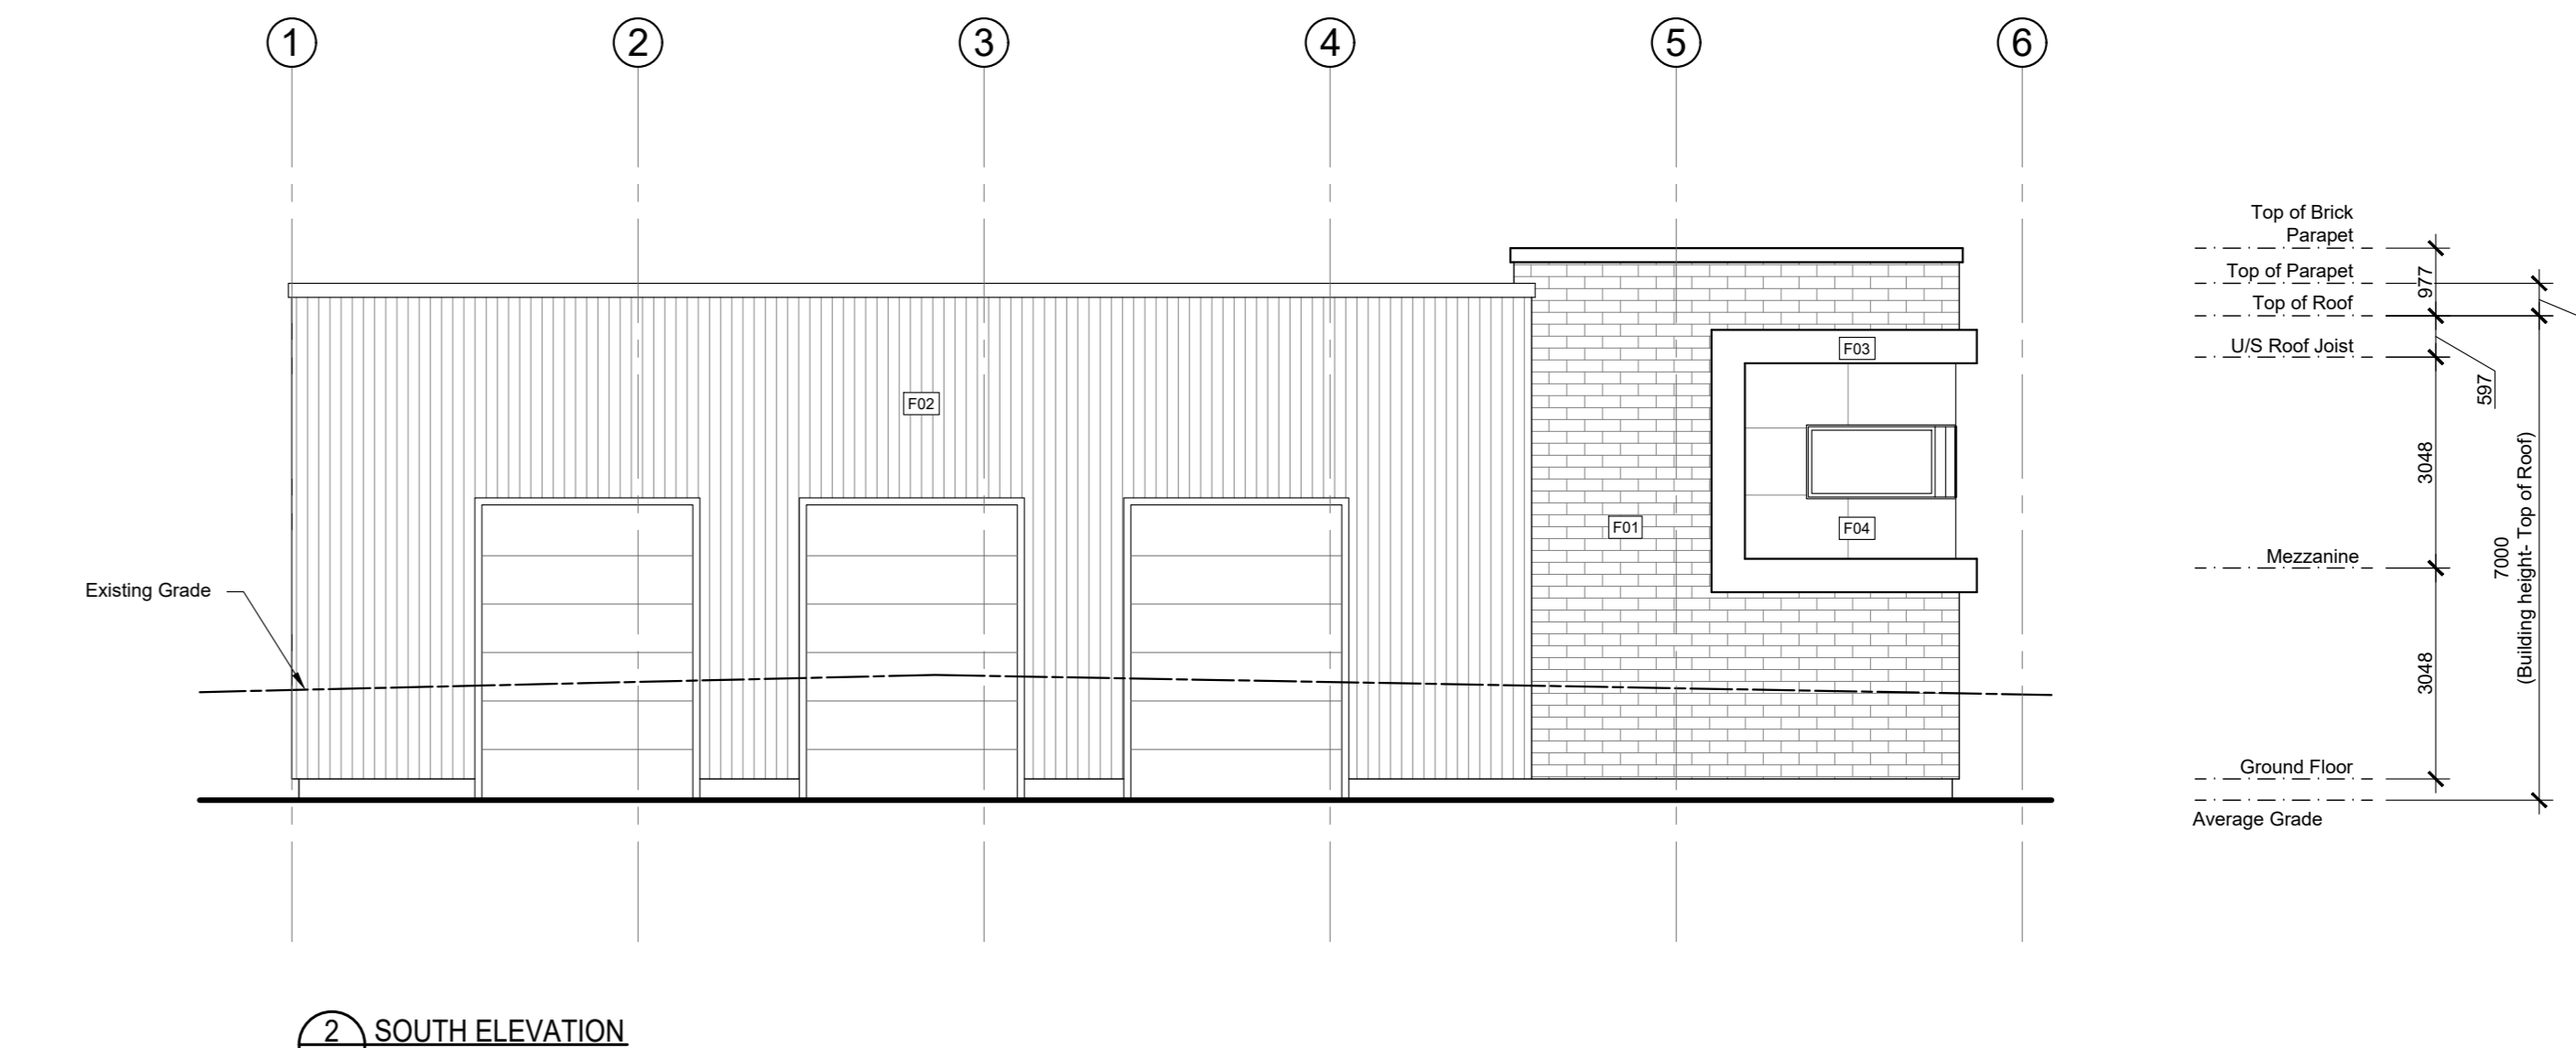 1 2 3 4 5 6
Top of Brick
Parapet
Top of Parapet
977
Top of Roof
U/S Roof Joist
F03
597
F02
3048
F01
F04
7000
(Building height- Top of Roof)
Mezzanine
Existing Grade
3048
Ground Floor
Average Grade
2 SOUTH ELEVATION